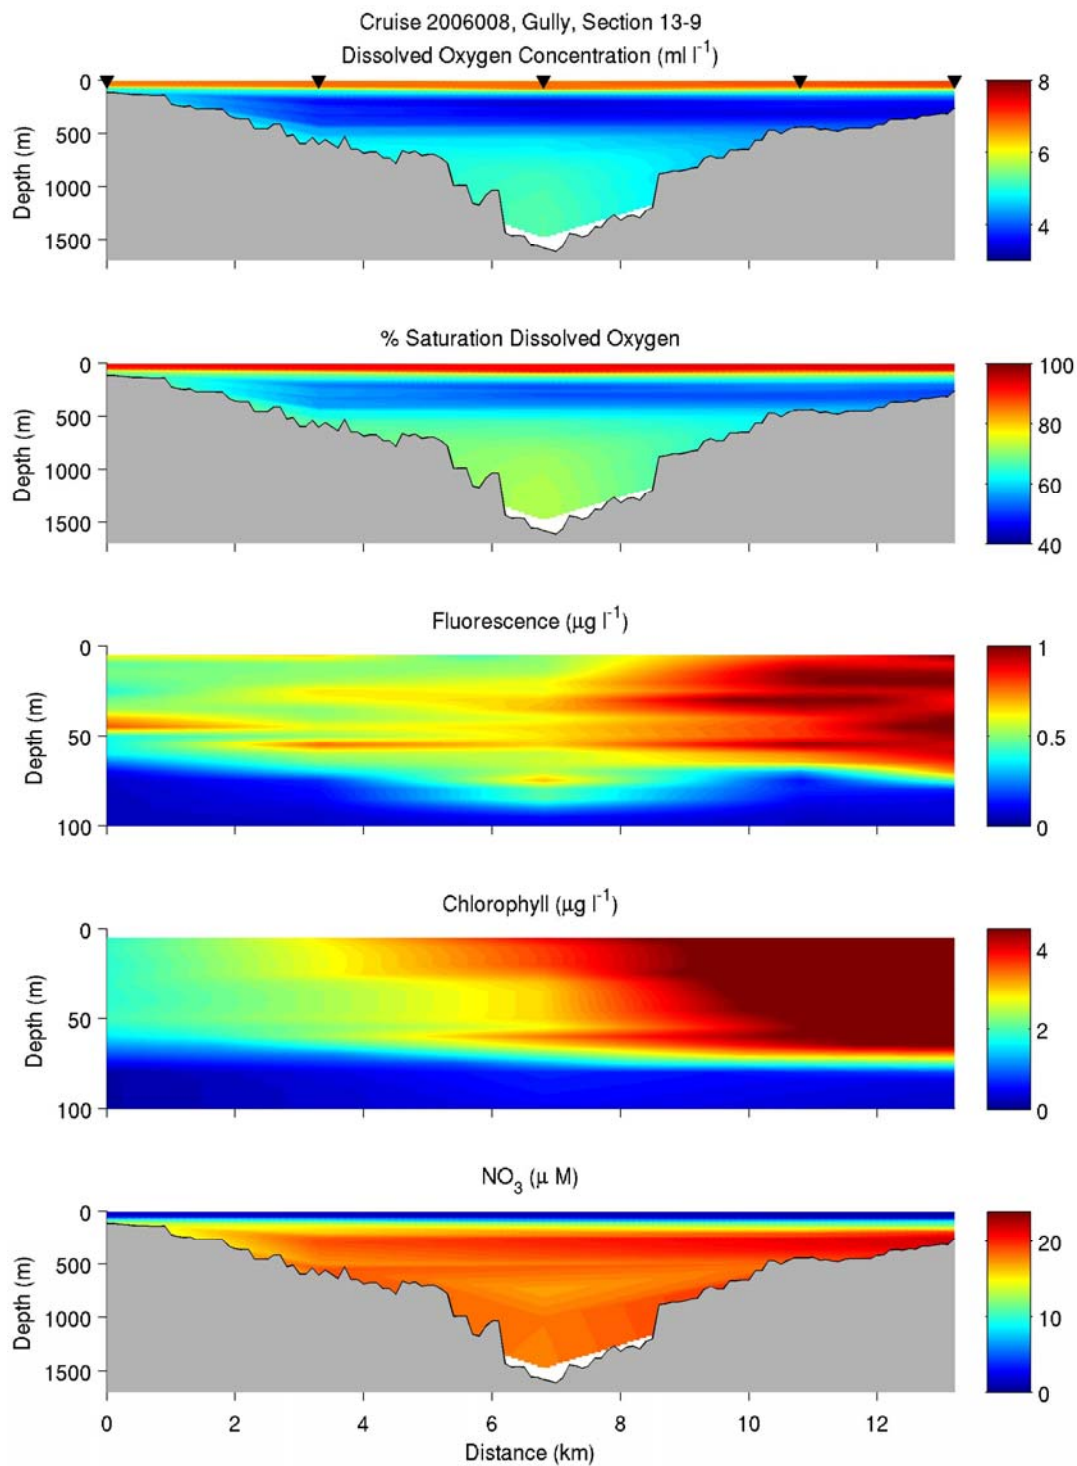 Cruise 2006008, Gully, Section 13-9
Dissolved Oxygen Concentration (ml l⁻¹)
Depth (m)
0
500
1000
1500
8
6
4
% Saturation Dissolved Oxygen
Depth (m)
0
500
1000
1500
100
80
60
40
Fluorescence (μg l⁻¹)
Depth (m)
0
50
100
1
0.5
0
Chlorophyll (μg l⁻¹)
Depth (m)
0
50
100
4
2
0
NO₃ (μ M)
Depth (m)
0
500
1000
1500
20
10
0
0 2 4 6 8 10 12
Distance (km)